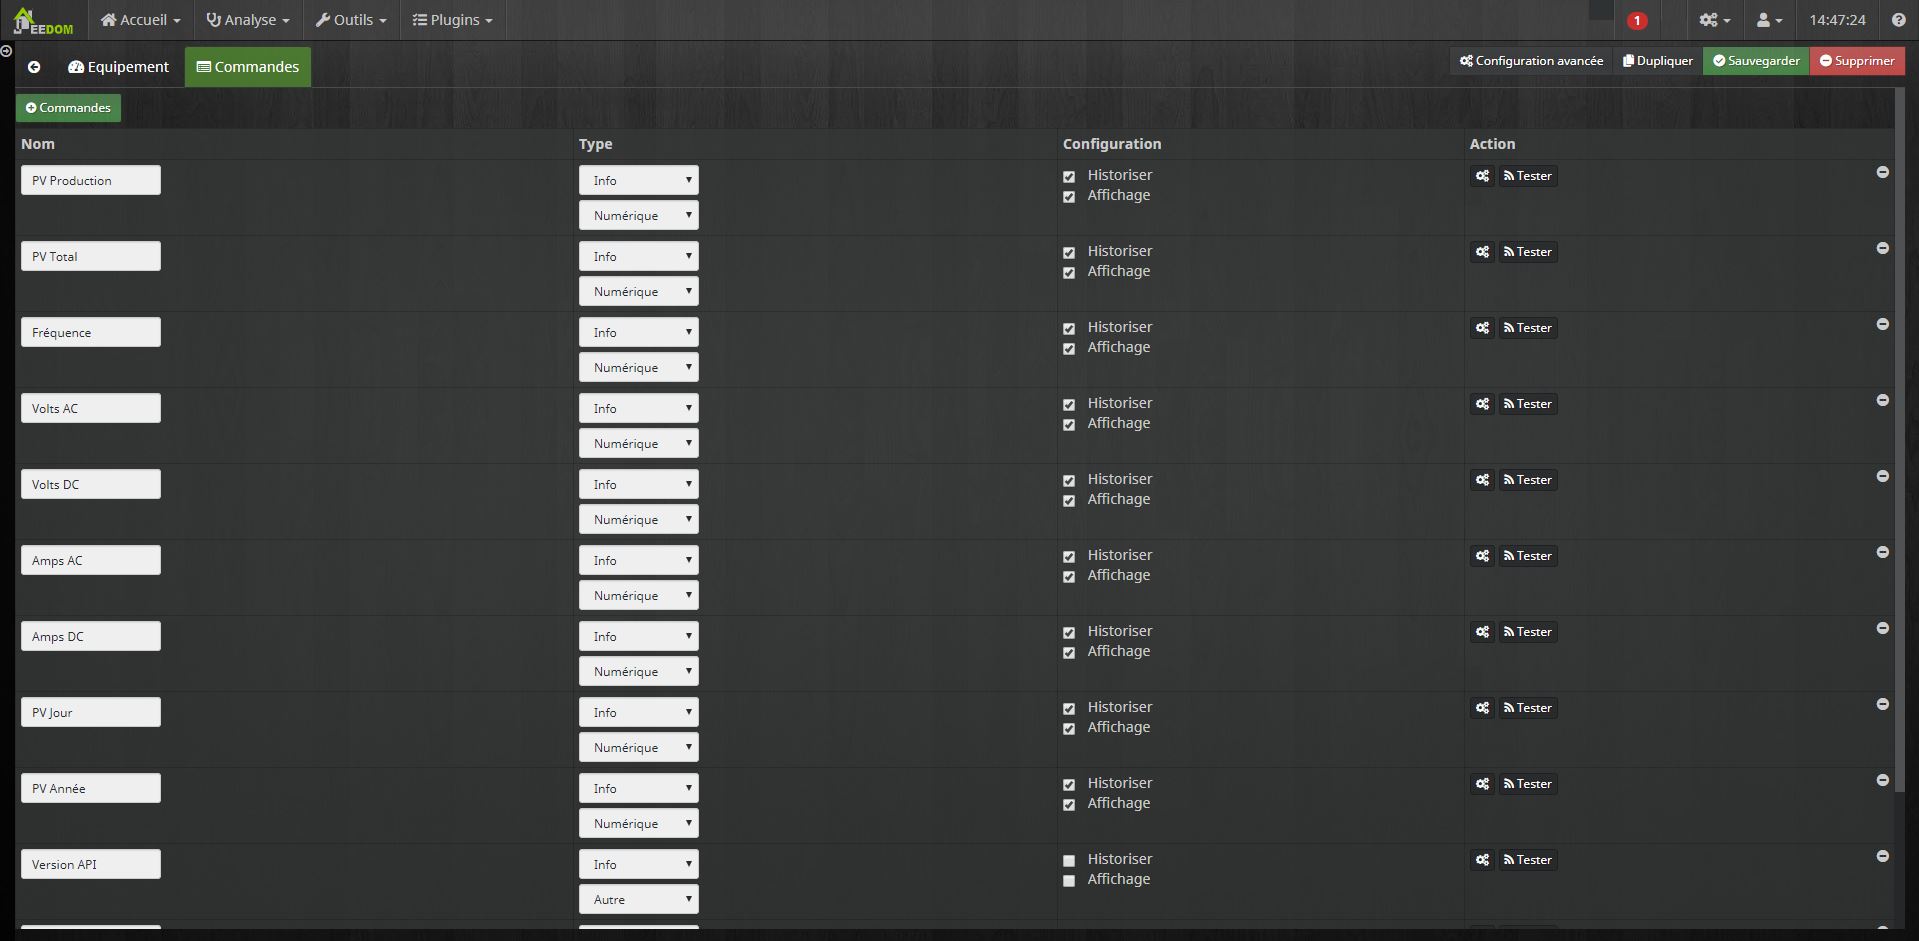 JEEDOM Accueil Analyse Outils Plugins 1 14:47:24
Equipement Commandes Configuration avancée Dupliquer Sauvegarder Supprimer
Commandes
Nom Type Configuration Action
PV Production Info Historiser Tester
Affichage
Numérique
PV Total Info Historiser Tester
Affichage
Numérique
Fréquence Info Historiser Tester
Affichage
Numérique
Volts AC Info Historiser Tester
Affichage
Numérique
Volts DC Info Historiser Tester
Affichage
Numérique
Amps AC Info Historiser Tester
Affichage
Numérique
Amps DC Info Historiser Tester
Affichage
Numérique
PV Jour Info Historiser Tester
Affichage
Numérique
PV Année Info Historiser Tester
Affichage
Numérique
Version API Info Historiser Tester
Affichage
Autre